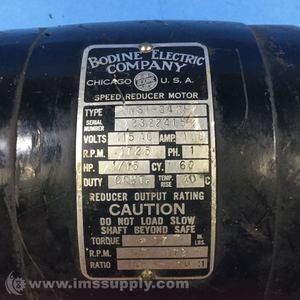 BODINE ELECTRIC
COMPANY
CHICAGO BODINE U.S.A.
SPEED REDUCER MOTOR
TYPE
SERIAL NUMBER
VOLTS 115 AMP.
R.P.M. 1725 PH. 1
HP. 1/15 CY. 60
DUTY CONT. TEMP. RISE 40 °C
REDUCER OUTPUT RATING
CAUTION
DO NOT LOAD SLOW
SHAFT BEYOND SAFE
TORQUE IN. LBS.
R.P.M.
RATIO
www.imssupply.com